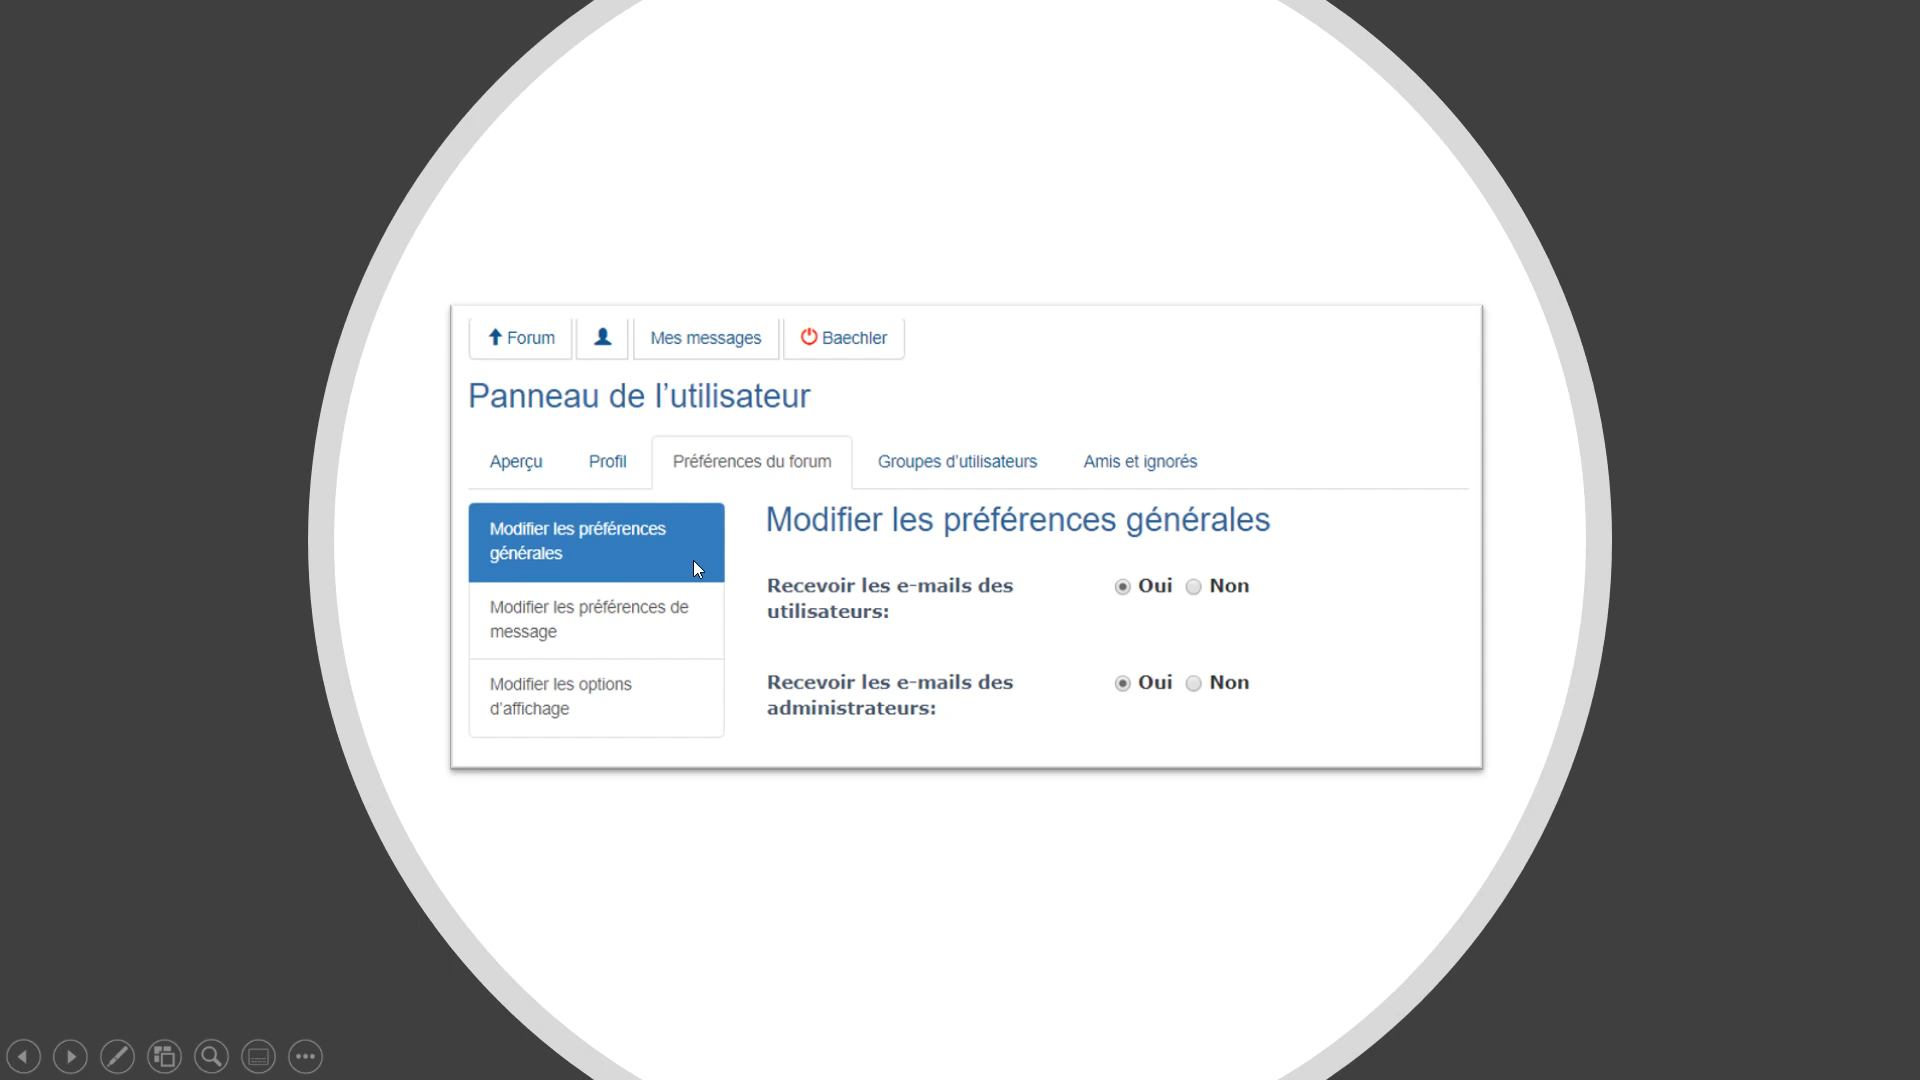 Forum Mes messages Baechler
Panneau de l’utilisateur
Aperçu Profil Préférences du forum Groupes d’utilisateurs Amis et ignorés
Modifier les préférences
générales
Modifier les préférences de
message
Modifier les options
d’affichage
Modifier les préférences générales
Recevoir les e-mails des
utilisateurs:
Oui Non
Recevoir les e-mails des
administrateurs:
Oui Non